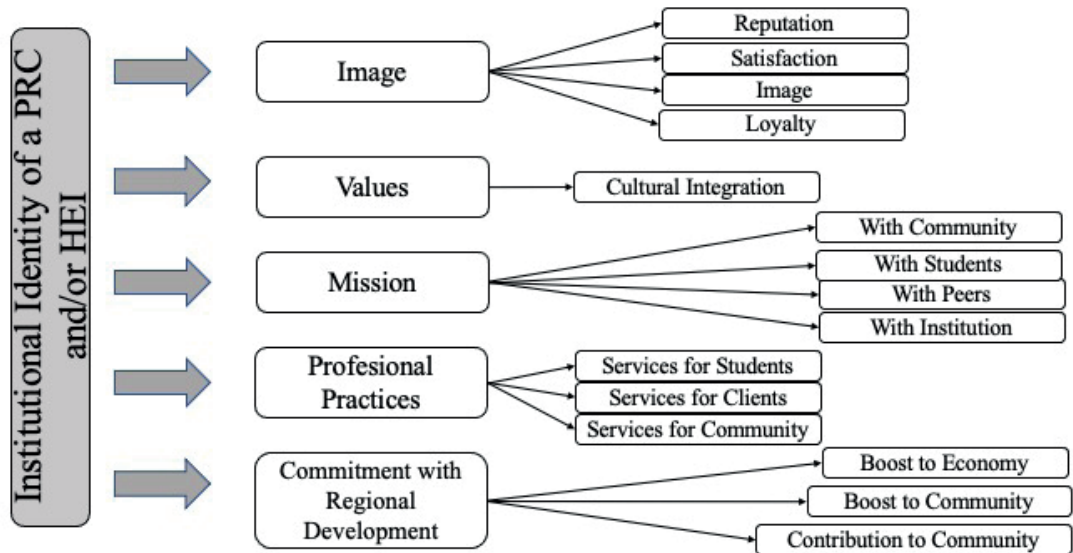 Institutional Identity of a PRC
and/or HEI
Image
Reputation
Satisfaction
Image
Loyalty
Values
Cultural Integration
Mission
With Community
With Students
With Peers
With Institution
Profesional
Practices
Services for Students
Services for Clients
Services for Community
Commitment with
Regional
Development
Boost to Economy
Boost to Community
Contribution to Community